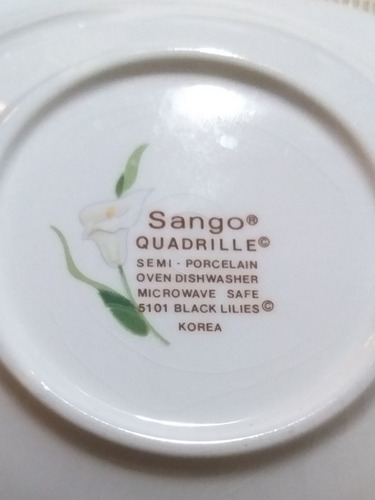 Sango®
QUADRILLE©
SEMI - PORCELAIN
OVEN DISHWASHER
MICROWAVE SAFE
5101 BLACK LILIES©
KOREA